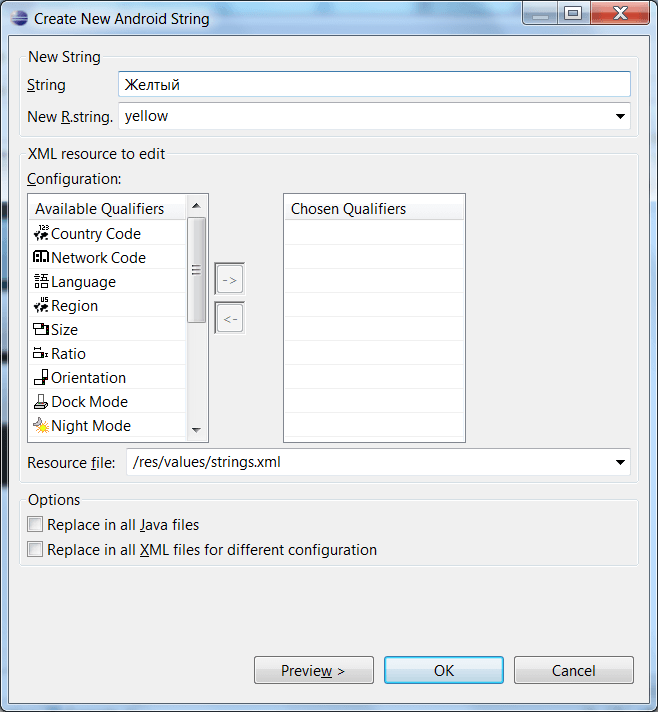 Create New Android String
New String
String Желтый
New R.string. yellow
XML resource to edit
Configuration:
Available Qualifiers Chosen Qualifiers
Country Code
Network Code
Language
-> 
Region
<-
Size
Ratio
Orientation
Dock Mode
Night Mode
Resource file: /res/values/strings.xml
Options
Replace in all Java files
Replace in all XML files for different configuration
Preview > OK Cancel